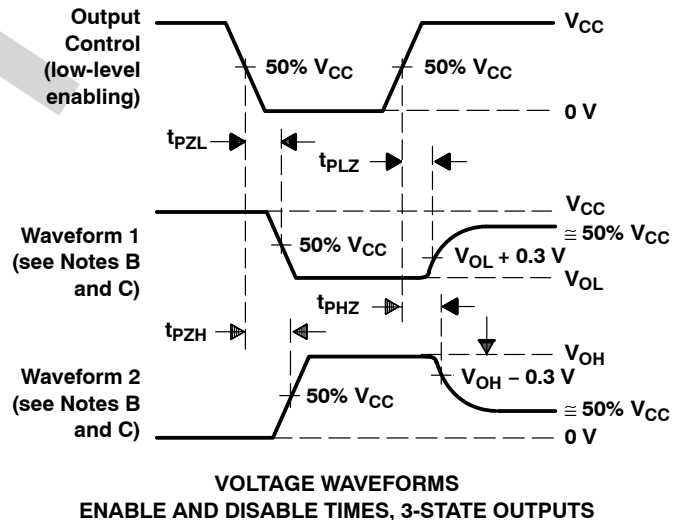 Output
Control
(low-level
enabling)
VCC
50% VCC
50% VCC
0 V
tPZL
tPLZ
VCC
Waveform 1
(see Notes B
and C)
50% VCC
≅ 50% VCC
VOL + 0.3 V
VOL
tPHZ
tPZH
VOH
Waveform 2
(see Notes B
and C)
50% VCC
VOH – 0.3 V
≅ 50% VCC
0 V
VOLTAGE WAVEFORMS
ENABLE AND DISABLE TIMES, 3-STATE OUTPUTS